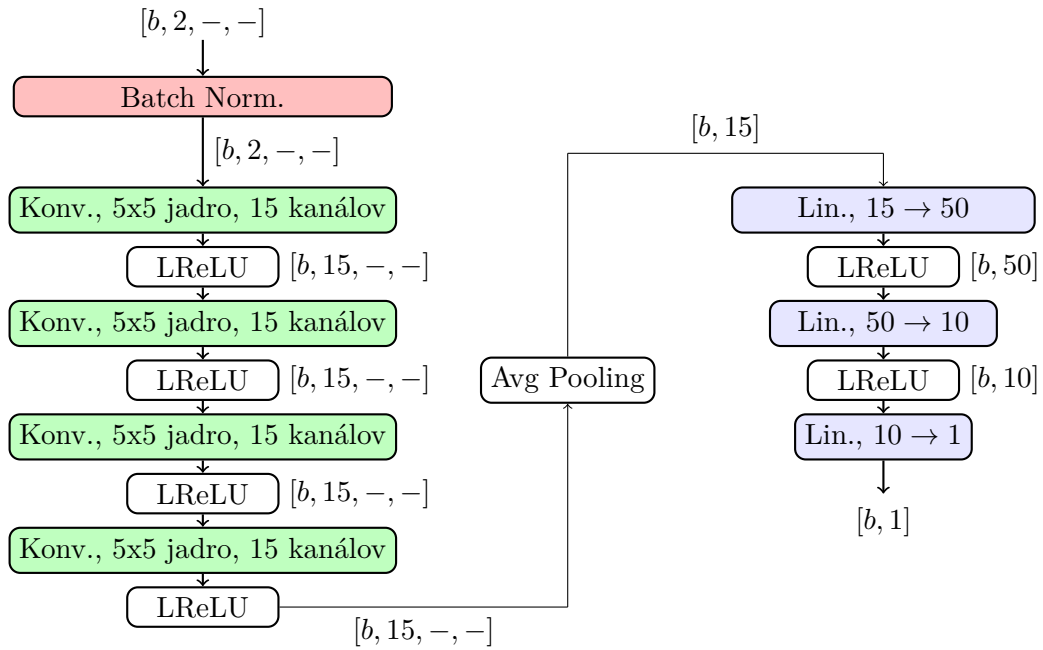 [b, 2, −, −]
Batch Norm.
[b, 2, −, −]
Konv., 5x5 jadro, 15 kanálov
LReLU
[b, 15, −, −]
Konv., 5x5 jadro, 15 kanálov
LReLU
[b, 15, −, −]
Konv., 5x5 jadro, 15 kanálov
LReLU
[b, 15, −, −]
Konv., 5x5 jadro, 15 kanálov
LReLU
[b, 15, −, −]
Avg Pooling
[b, 15]
Lin., 15 → 50
LReLU
[b, 50]
Lin., 50 → 10
LReLU
[b, 10]
Lin., 10 → 1
[b, 1]